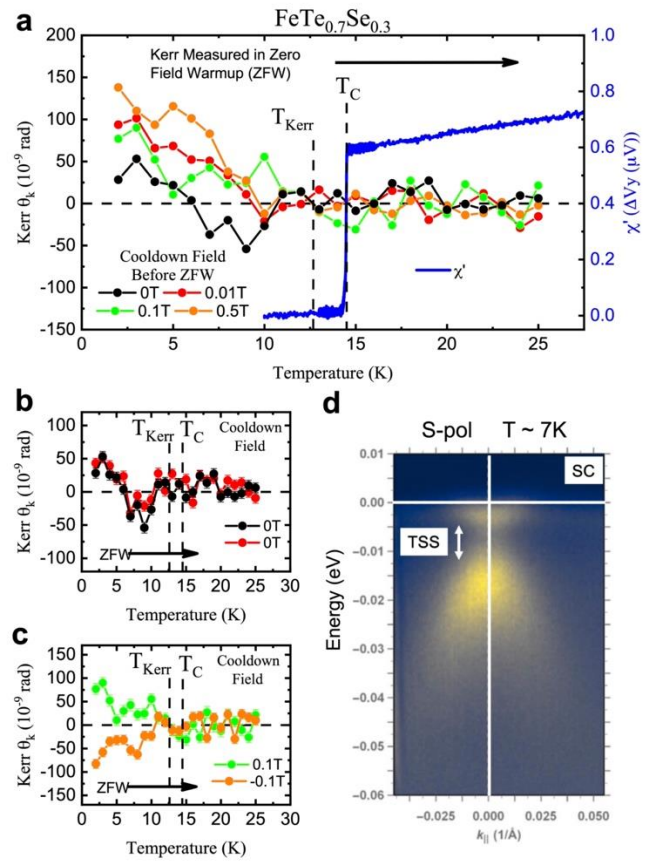 FeTe0.7Se0.3
a
Kerr Measured in Zero
Field Warmup (ZFW)
TKerr
TC
200
150
100
50
0
-50
-100
-150
Kerr θk (10⁻⁹ rad)
1.0
0.8
0.6
0.4
0.2
0.0
χ' (ΔVy (μV))
Cooldown Field
Before ZFW
0T
0.01T
0.1T
0.5T
χ'
0
5
10
15
20
25
Temperature (K)
b
TKerr
TC
Cooldown
Field
100
50
0
-50
-100
Kerr θk (10⁻⁹ rad)
0T
0T
ZFW
0 5 10 15 20 25 30
Temperature (K)
c
TKerr
TC
Cooldown
Field
150
100
50
0
-50
-100
-150
Kerr θk (10⁻⁹ rad)
0.1T
-0.1T
ZFW
0 5 10 15 20 25 30
Temperature (K)
d
S-pol T ~ 7K
SC
TSS
0.01
0.00
−0.01
−0.02
−0.03
−0.04
−0.05
−0.06
Energy (eV)
−0.025 0.000 0.025 0.050
k|| (1/Å)